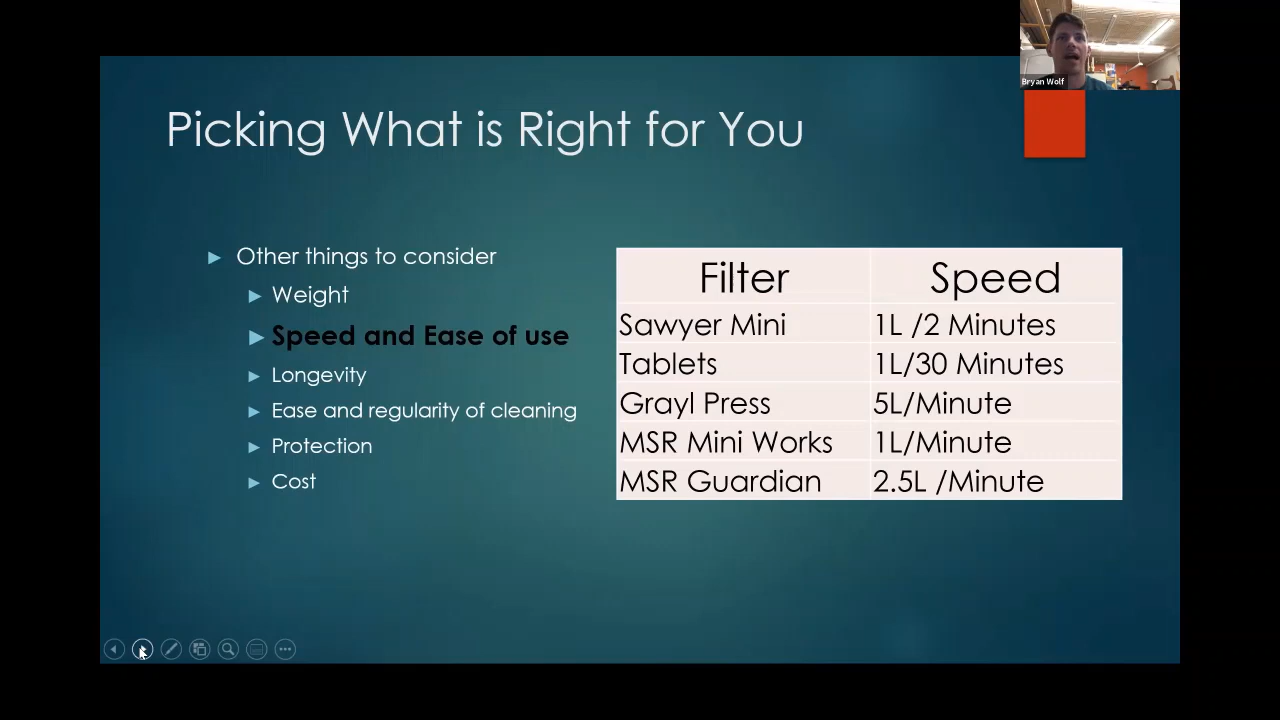 Bryan Wolf
Picking What is Right for You
Other things to consider
Weight
Speed and Ease of use
Longevity
Ease and regularity of cleaning
Protection
Cost
Filter Speed
Sawyer Mini 1L /2 Minutes
Tablets 1L/30 Minutes
Grayl Press 5L/Minute
MSR Mini Works 1L/Minute
MSR Guardian 2.5L /Minute